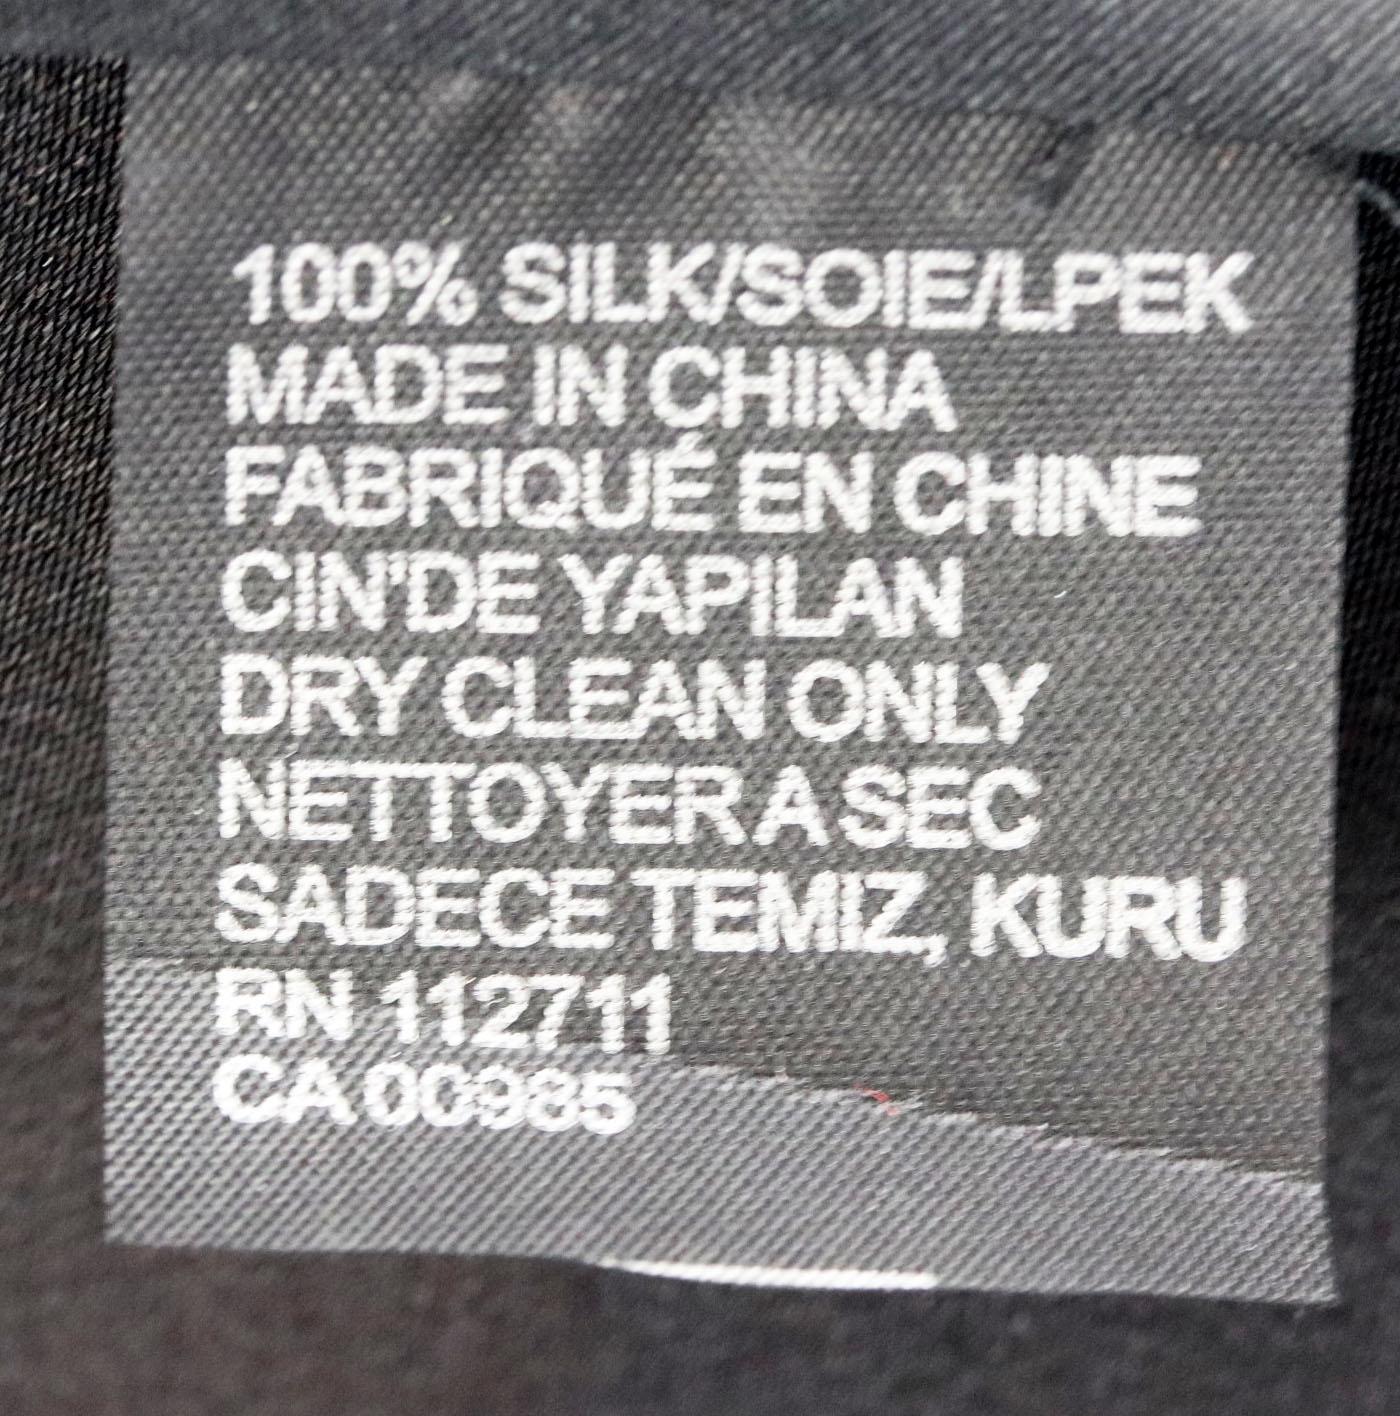 100% SILK/SOIE/LPEK
MADE IN CHINA
FABRIQUÉ EN CHINE
CIN'DE YAPILAN
DRY CLEAN ONLY
NETTOYER A SEC
SADECE TEMIZ, KURU
RN 112711
CA 00985